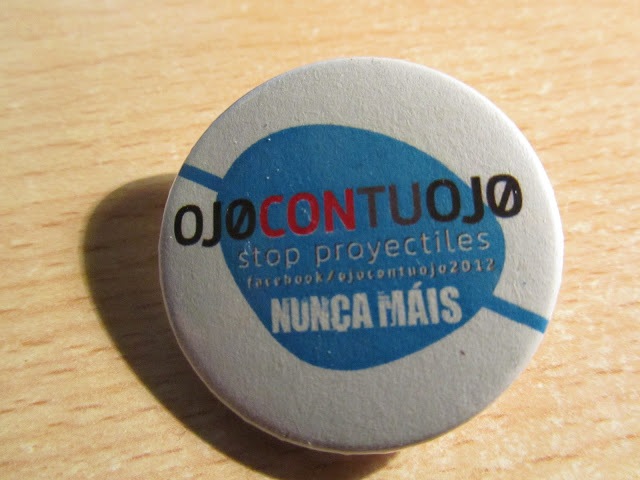 OJØCONTUOJØ
stop proyectiles
facebook/ojocontuojo2012
NUNCA MÁIS